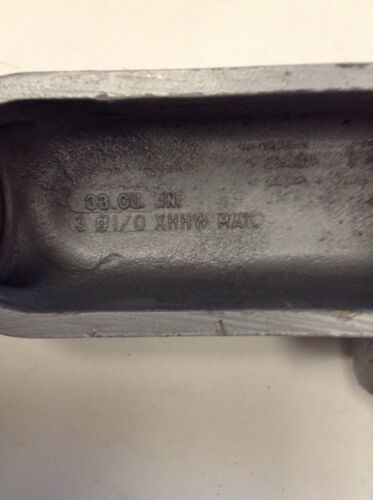 33.CU. IN.
3 #1/0 XHHW MAX.